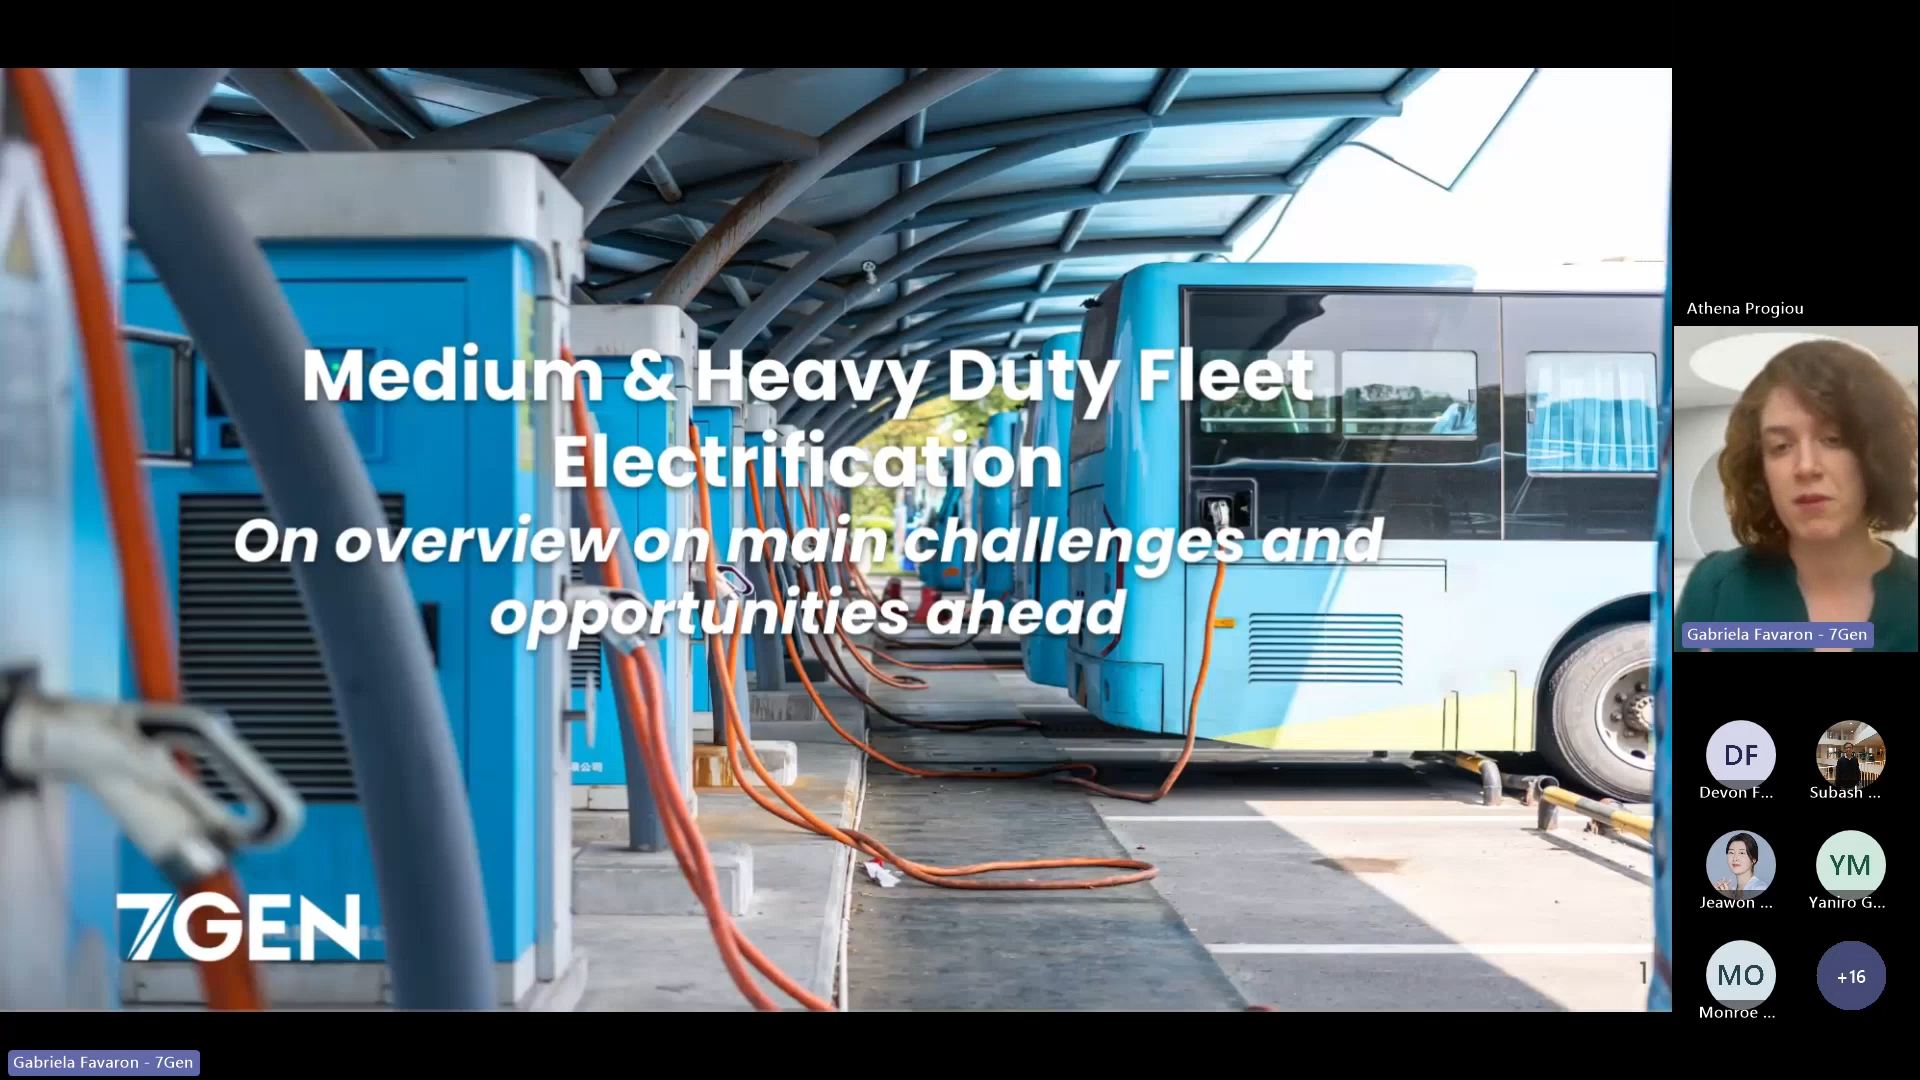 Medium & Heavy Duty Fleet
Electrification
On overview on main challenges and
opportunities ahead
7GEN
1
Gabriela Favaron - 7Gen
Athena Progiou
Gabriela Favaron - 7Gen
DF
Devon F...
Subash ...
Jeawon ...
YM
Yaniro G...
MO
Monroe ...
+16